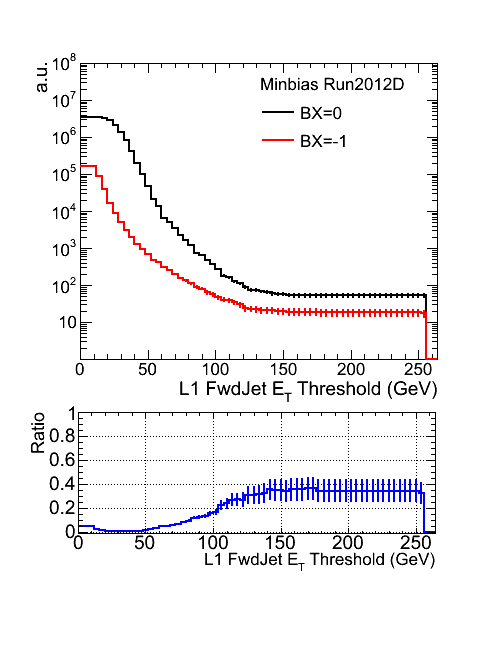 a.u.
10^8
10^7
10^6
10^5
10^4
10^3
10^2
10
Minbias Run2012D
BX=0
BX=-1
0 50 100 150 200 250
L1 FwdJet E_T Threshold (GeV)
Ratio
1
0.8
0.6
0.4
0.2
0
0 50 100 150 200 250
L1 FwdJet E_T Threshold (GeV)